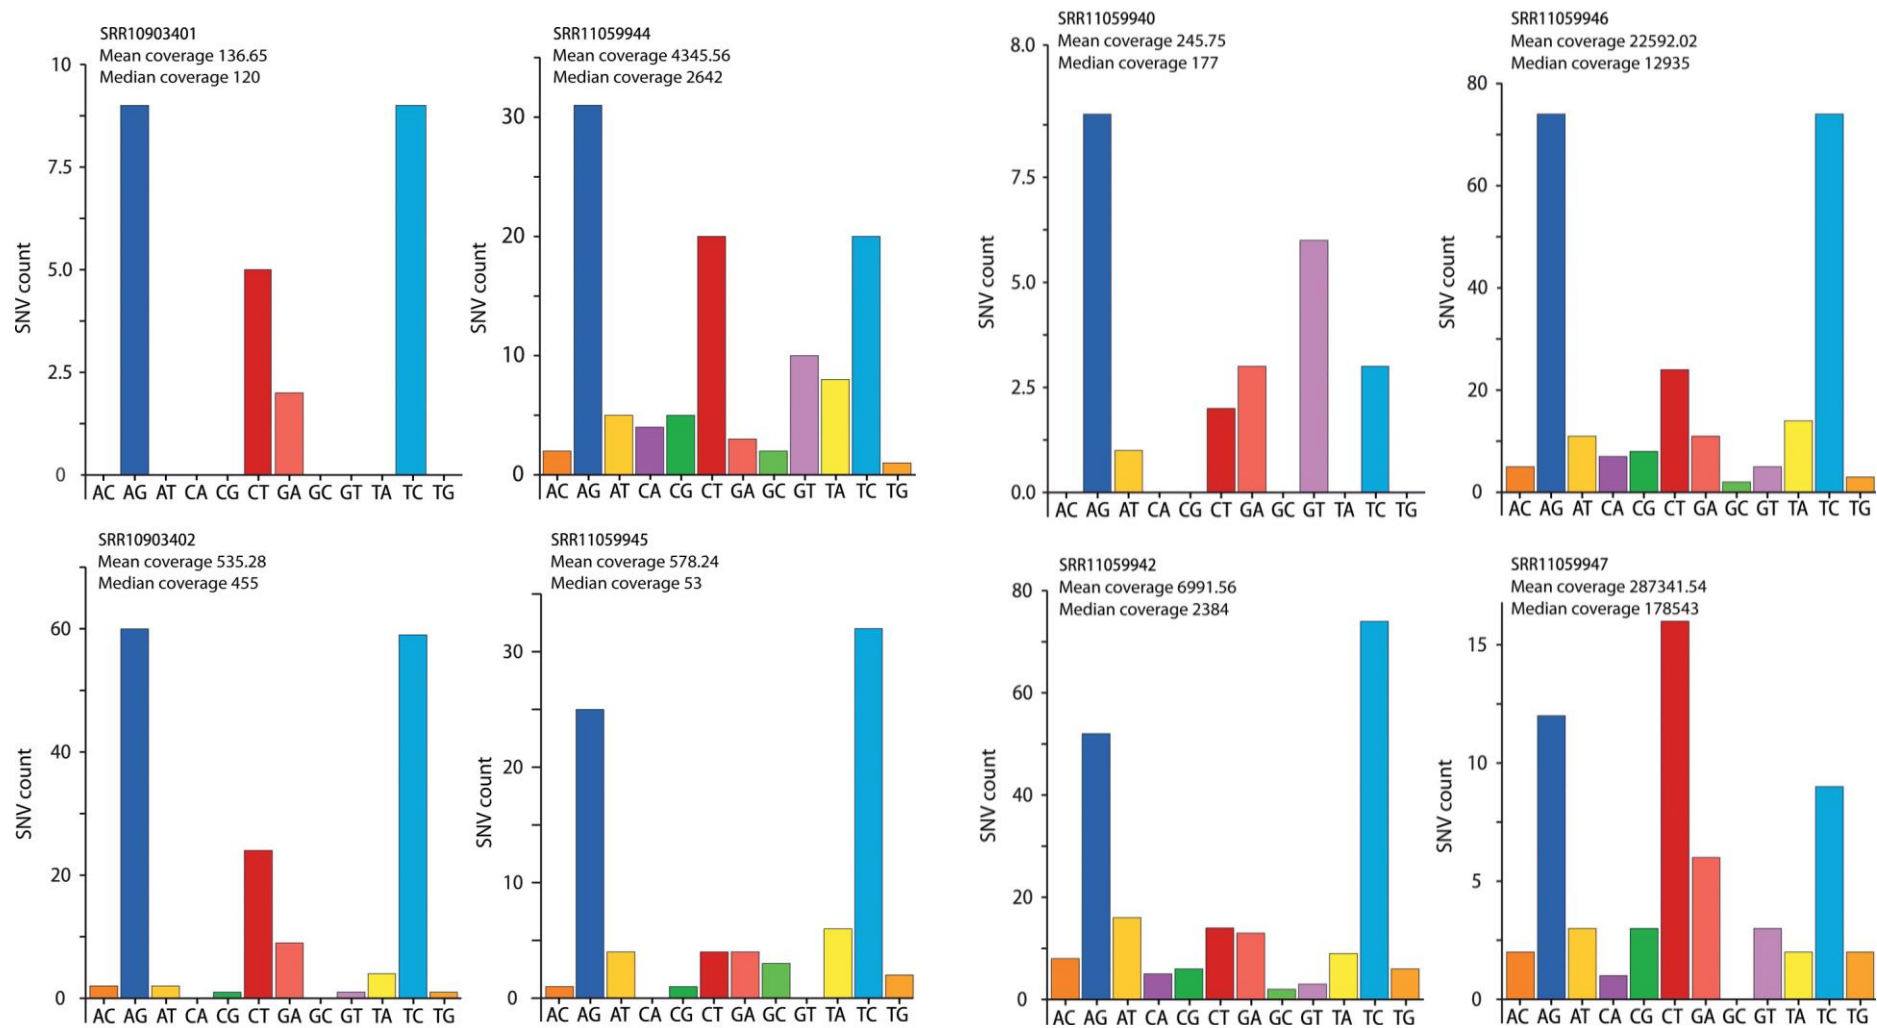 SRR10903401
Mean coverage 136.65
Median coverage 120
10
7.5
5.0
2.5
0
SNV count
AC AG AT CA CG CT GA GC GT TA TC TG
SRR11059944
Mean coverage 4345.56
Median coverage 2642
30
20
10
0
SNV count
AC AG AT CA CG CT GA GC GT TA TC TG
SRR11059940
Mean coverage 245.75
Median coverage 177
8.0
7.5
5.0
2.5
0.0
SNV count
AC AG AT CA CG CT GA GC GT TA TC TG
SRR11059946
Mean coverage 22592.02
Median coverage 12935
80
60
40
20
0
SNV count
AC AG AT CA CG CT GA GC GT TA TC TG
SRR10903402
Mean coverage 535.28
Median coverage 455
60
40
20
0
SNV count
AC AG AT CA CG CT GA GC GT TA TC TG
SRR11059945
Mean coverage 578.24
Median coverage 53
30
20
10
0
SNV count
AC AG AT CA CG CT GA GC GT TA TC TG
SRR11059942
Mean coverage 6991.56
Median coverage 2384
80
60
40
20
0
SNV count
AC AG AT CA CG CT GA GC GT TA TC TG
SRR11059947
Mean coverage 287341.54
Median coverage 178543
15
10
5
0
SNV count
AC AG AT CA CG CT GA GC GT TA TC TG